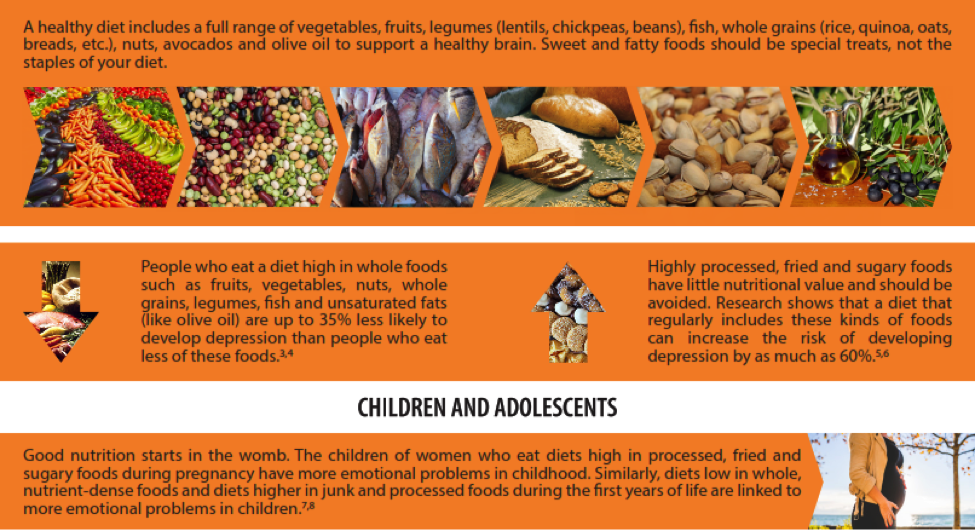 A healthy diet includes a full range of vegetables, fruits, legumes (lentils, chickpeas, beans), fish, whole grains (rice, quinoa, oats,
breads, etc.), nuts, avocados and olive oil to support a healthy brain. Sweet and fatty foods should be special treats, not the
staples of your diet.
People who eat a diet high in whole foods
such as fruits, vegetables, nuts, whole
grains, legumes, fish and unsaturated fats
(like olive oil) are up to 35% less likely to
develop depression than people who eat
less of these foods.3,4
Highly processed, fried and sugary foods
have little nutritional value and should be
avoided. Research shows that a diet that
regularly includes these kinds of foods
can increase the risk of developing
depression by as much as 60%.5,6
CHILDREN AND ADOLESCENTS
Good nutrition starts in the womb. The children of women who eat diets high in processed, fried and
sugary foods during pregnancy have more emotional problems in childhood. Similarly, diets low in whole,
nutrient-dense foods and diets higher in junk and processed foods during the first years of life are linked to
more emotional problems in children.7,8